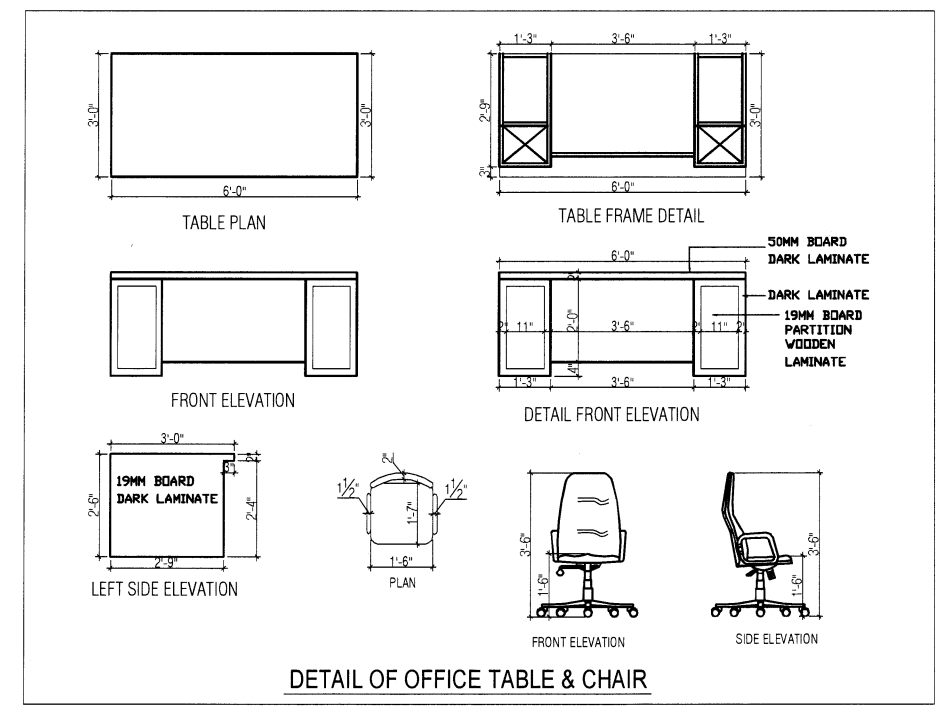 1'-3" 3'-6" 1'-3"
3'-0" 3'-0"
6'-0"
TABLE PLAN
2'-9" 3'-0"
3"
6'-0"
TABLE FRAME DETAIL
50MM BOARD
DARK LAMINATE
6'-0"
2"
DARK LAMINATE
19MM BOARD
PARTITION
WOODEN
LAMINATE
2" 11" 2'-0" 3'-6" 2" 11" 2"
4"
1'-3" 3'-6" 1'-3"
FRONT ELEVATION
DETAIL FRONT ELEVATION
3'-0"
2"
3"
19MM BOARD
DARK LAMINATE
2'-6" 2'-4"
2'-9"
LEFT SIDE ELEVATION
2"
1½" 1½"
1'-7"
1'-6"
PLAN
3'-6"
1'-6"
FRONT ELEVATION
3'-6"
1'-6"
SIDE ELEVATION
DETAIL OF OFFICE TABLE & CHAIR